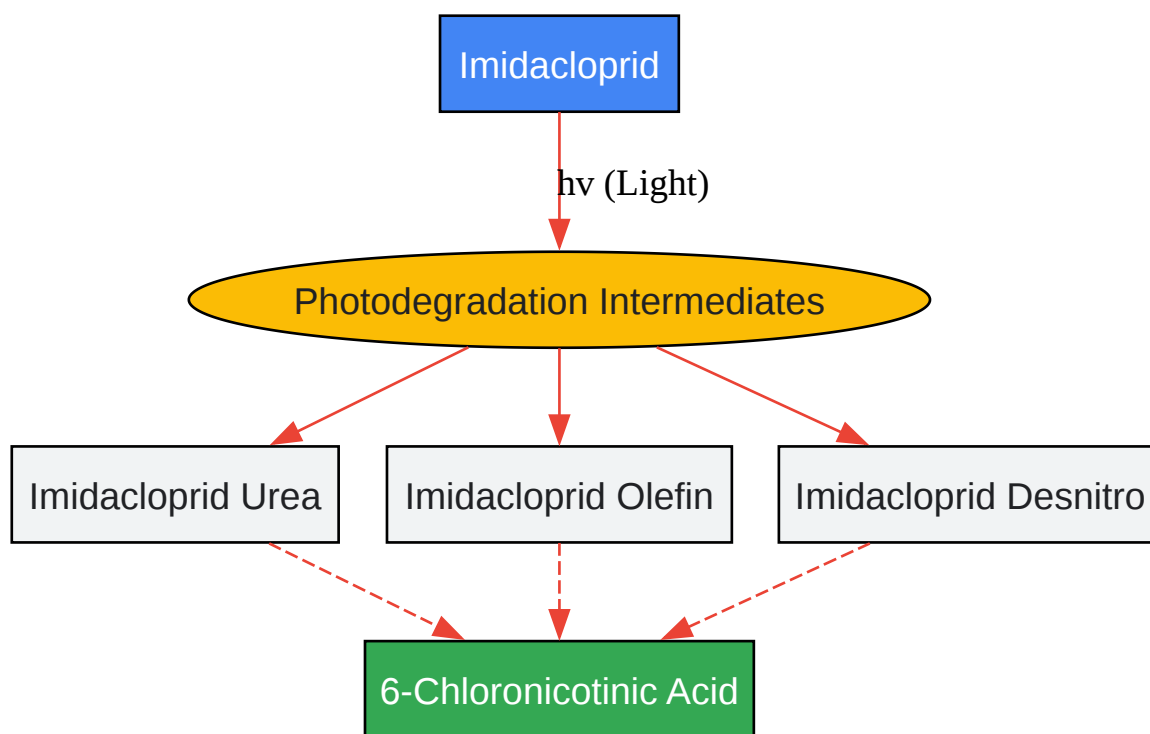 Imidacloprid
hv (Light)
Photodegradation Intermediates
Imidacloprid Urea
Imidacloprid Olefin
Imidacloprid Desnitro
6-Chloronicotinic Acid